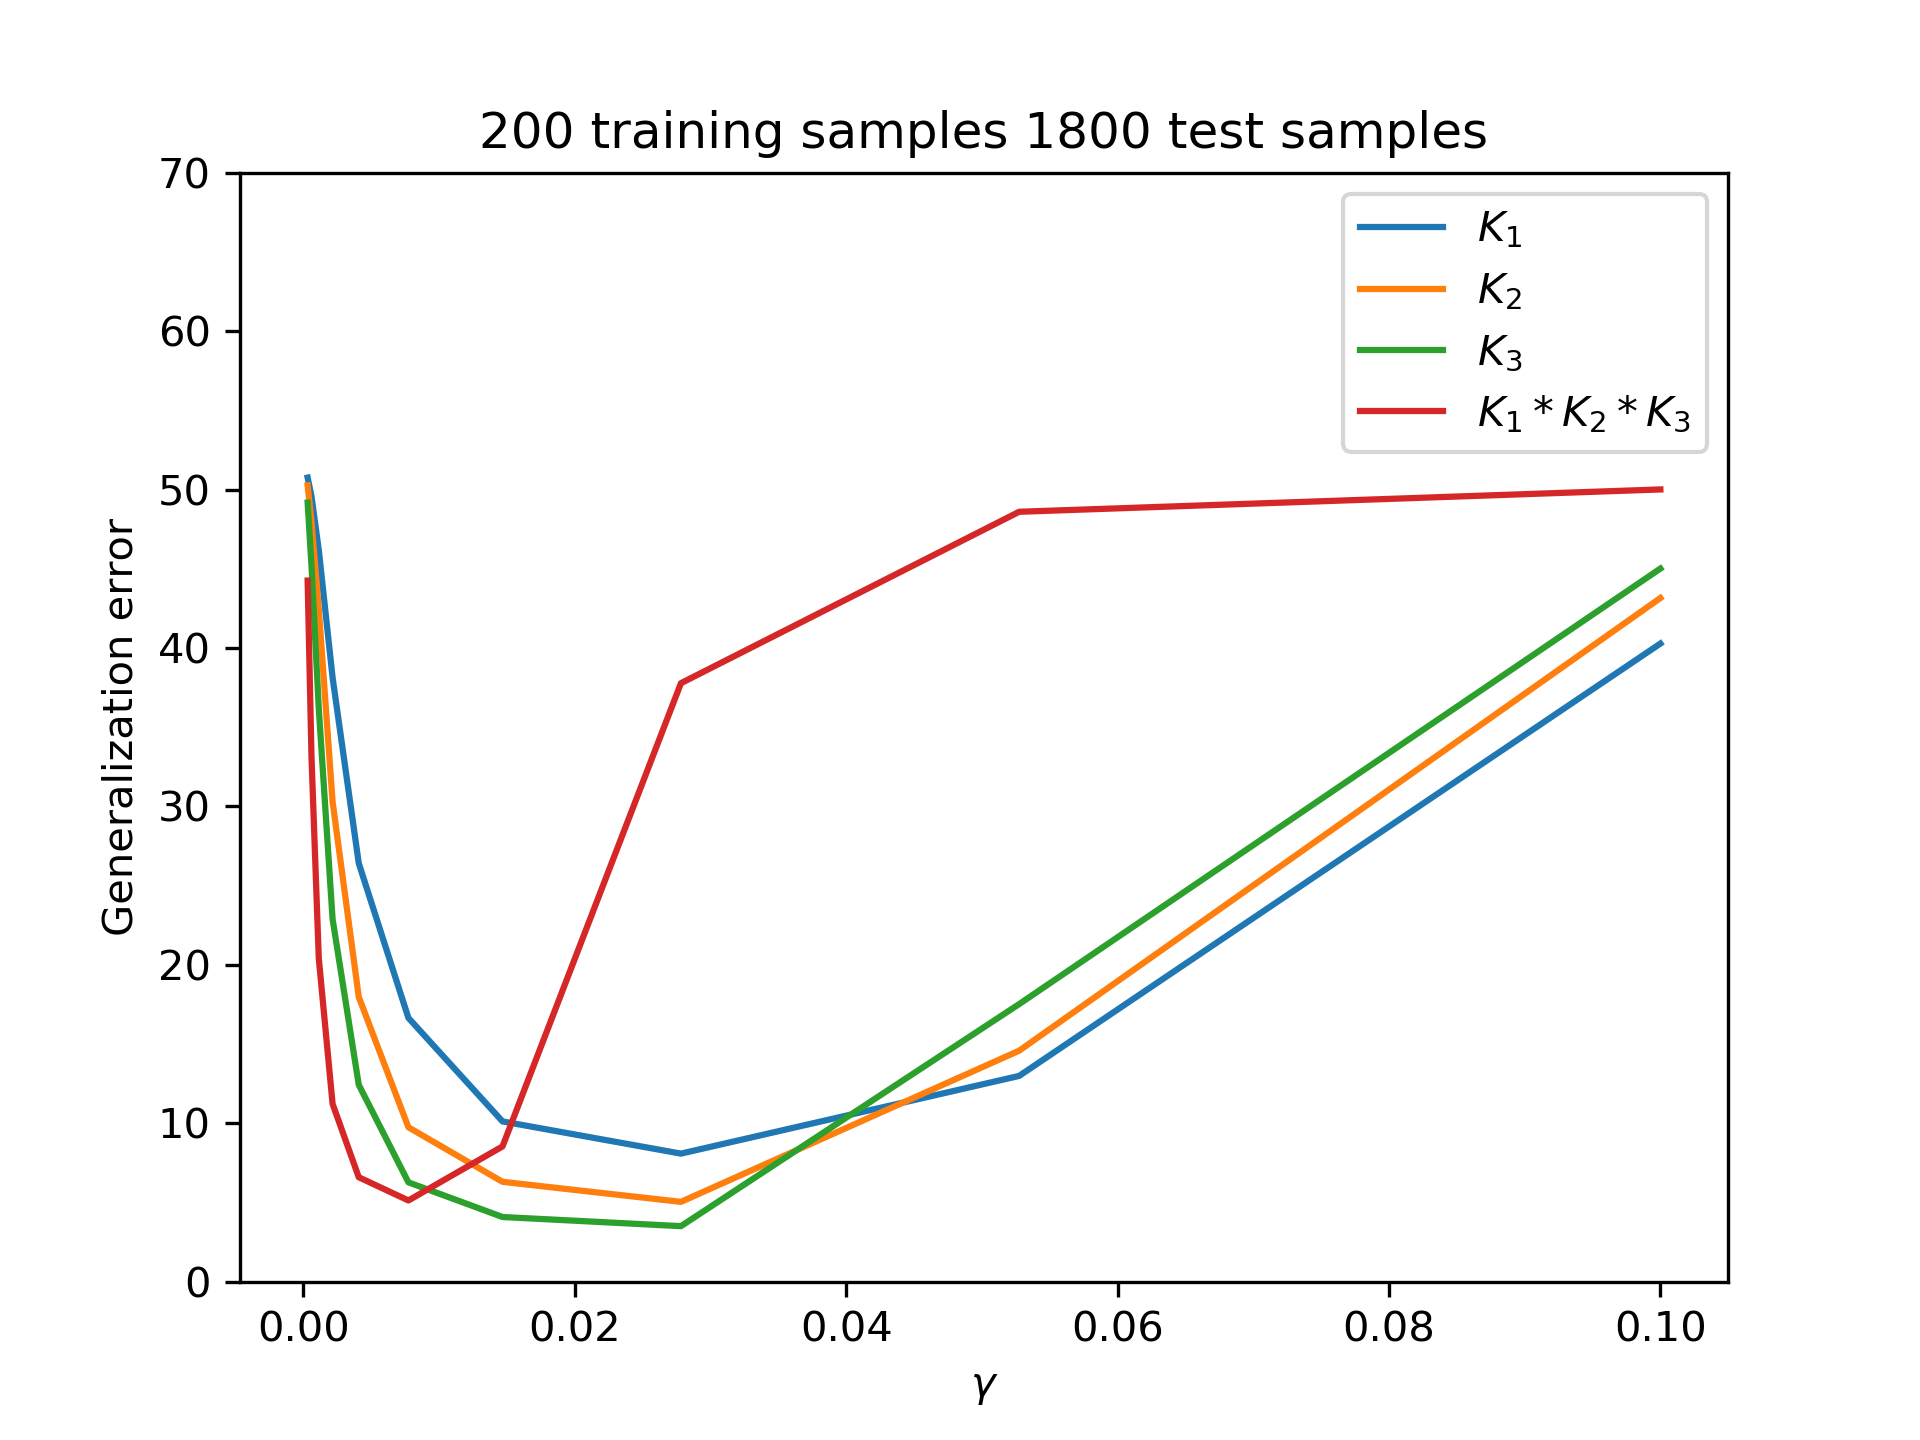 200 training samples 1800 test samples
Generalization error
70
60
50
40
30
20
10
0
K₁
K₂
K₃
K₁ * K₂ * K₃
0.00 0.02 0.04 0.06 0.08 0.10
γ